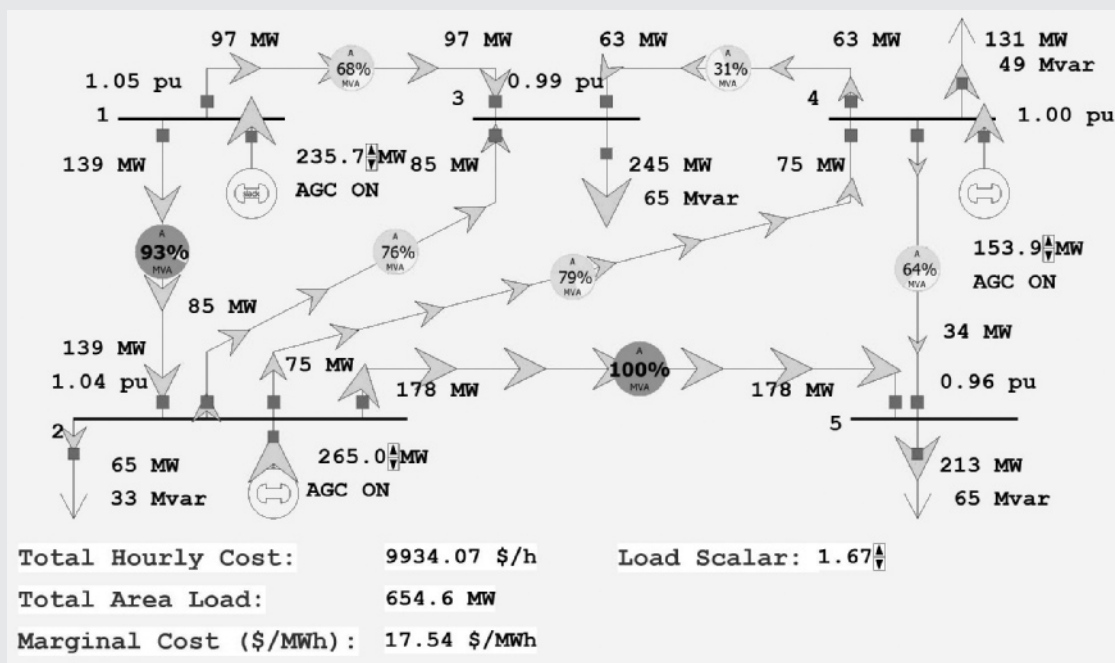 97 MW 97 MW 63 MW 63 MW 131 MW
A
68%
MVA
A
31%
MVA
49 Mvar
1.05 pu 3 0.99 pu 4
1 1.00 pu
139 MW 235.7 MW 85 MW 245 MW 75 MW
AGC ON 65 Mvar
slack
A
93%
MVA
A
76%
MVA
A
79%
MVA
A
64%
MVA
153.9 MW
AGC ON
85 MW
139 MW 75 MW 34 MW
A
100%
MVA
1.04 pu 178 MW 178 MW 0.96 pu
2 5
65 MW 265.0 MW 213 MW
33 Mvar AGC ON 65 Mvar
Total Hourly Cost: 9934.07 $/h Load Scalar: 1.67
Total Area Load: 654.6 MW
Marginal Cost ($/MWh): 17.54 $/MWh